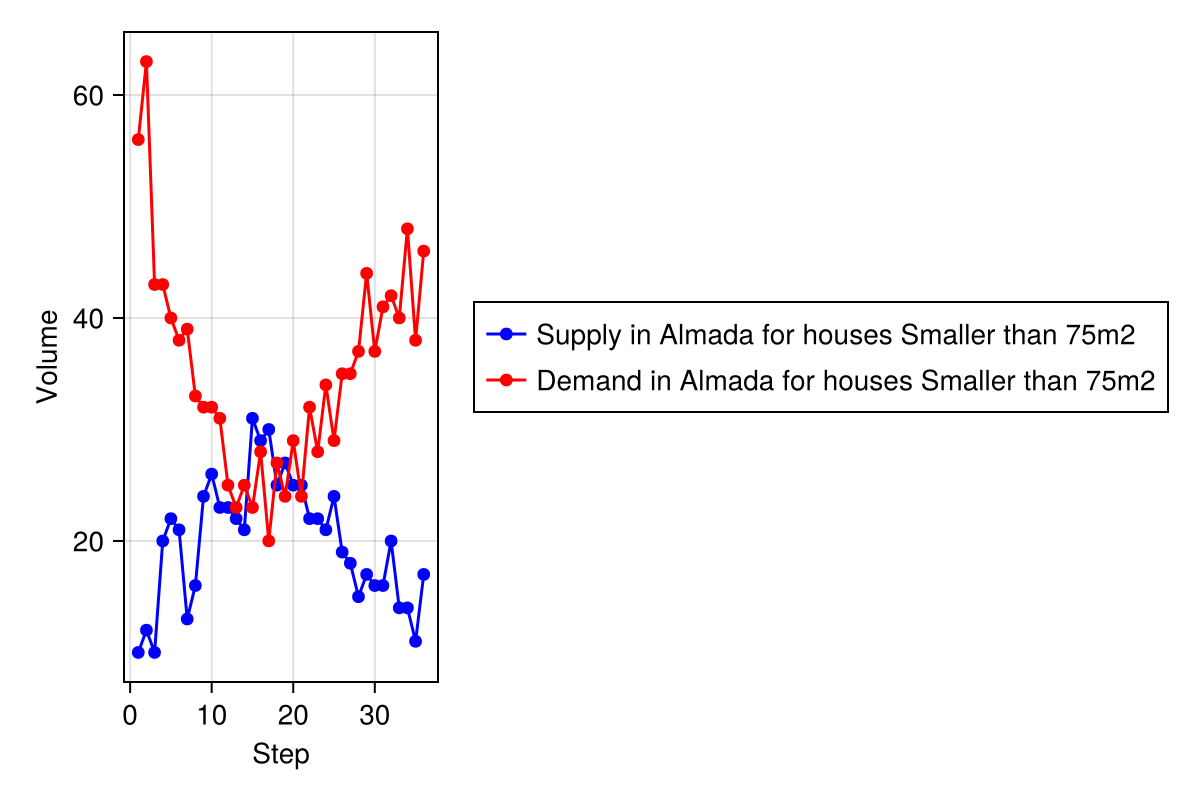 60
40
20
Volume
0 10 20 30
Step
Supply in Almada for houses Smaller than 75m2
Demand in Almada for houses Smaller than 75m2